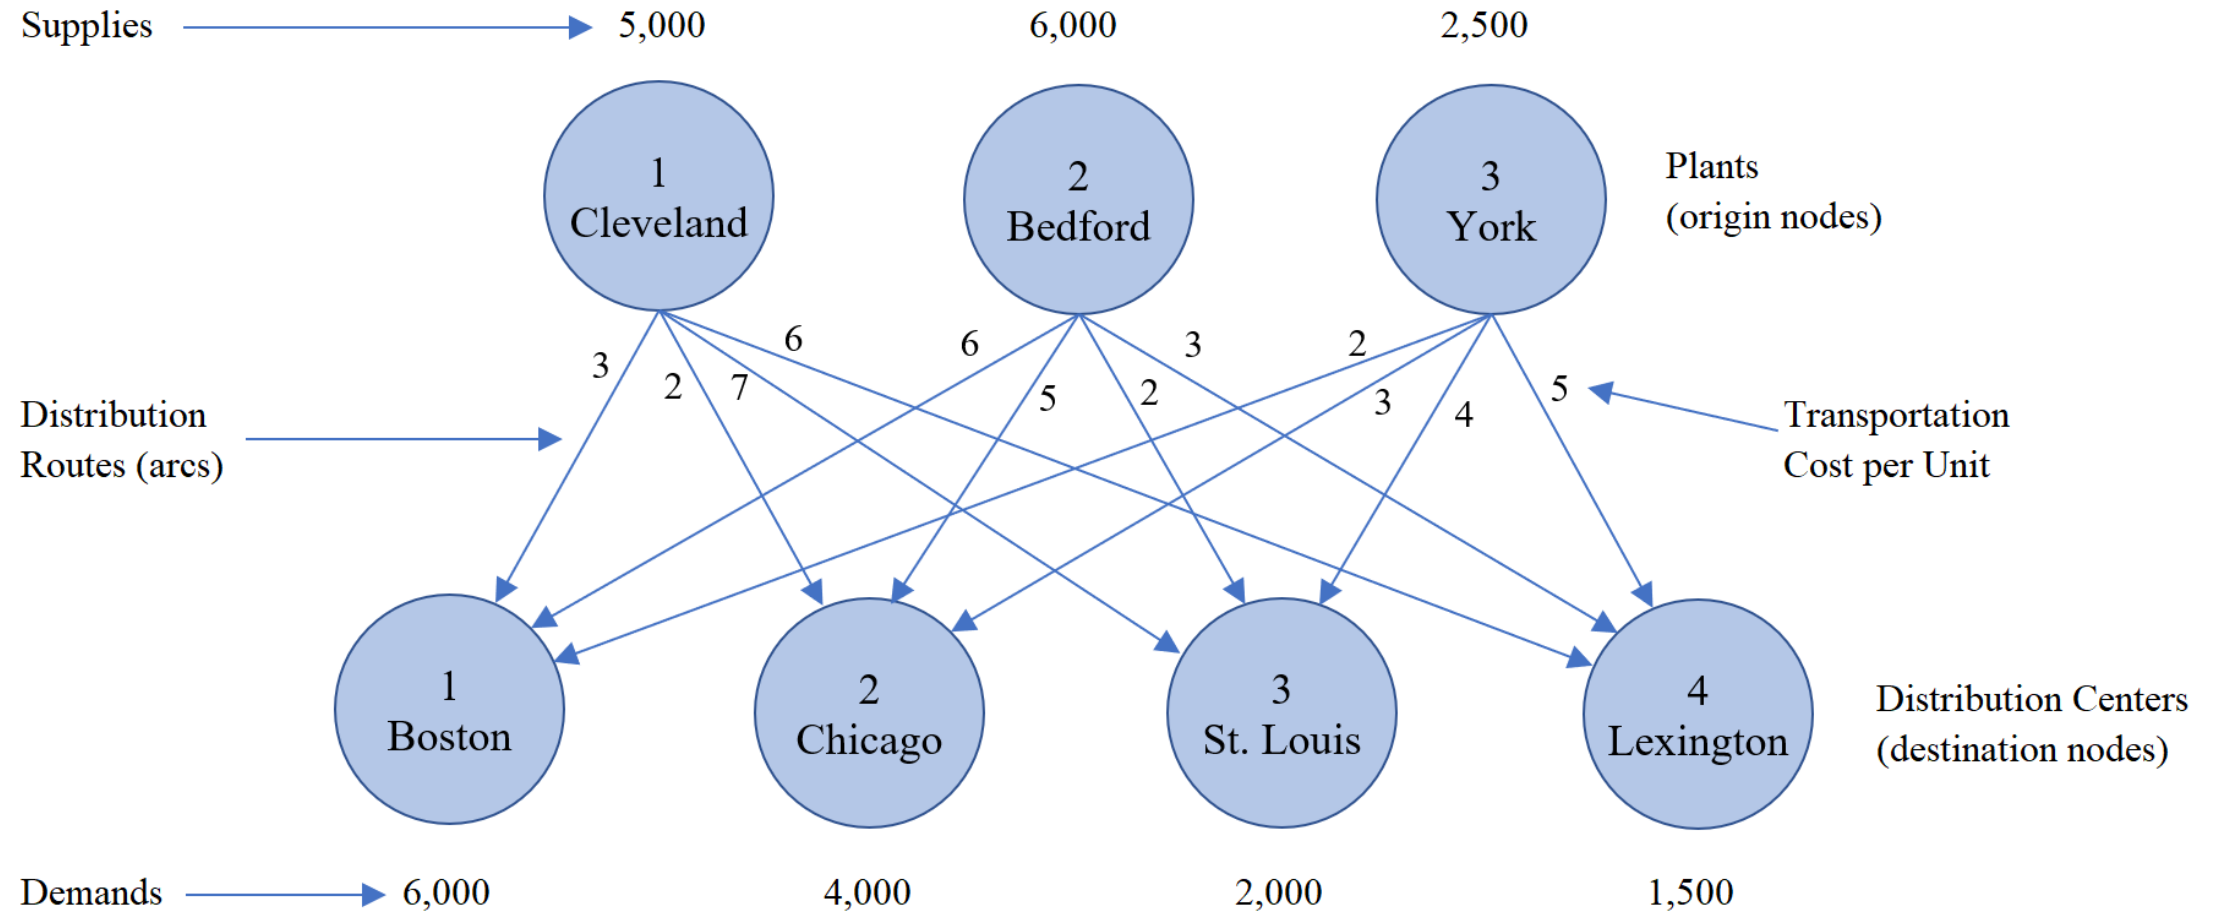 Supplies
5,000
6,000
2,500
1
Cleveland
2
Bedford
3
York
Plants
(origin nodes)
3
2
7
6
6
5
2
3
2
3
4
5
Distribution
Routes (arcs)
Transportation
Cost per Unit
1
Boston
2
Chicago
3
St. Louis
4
Lexington
Distribution Centers
(destination nodes)
Demands
6,000
4,000
2,000
1,500